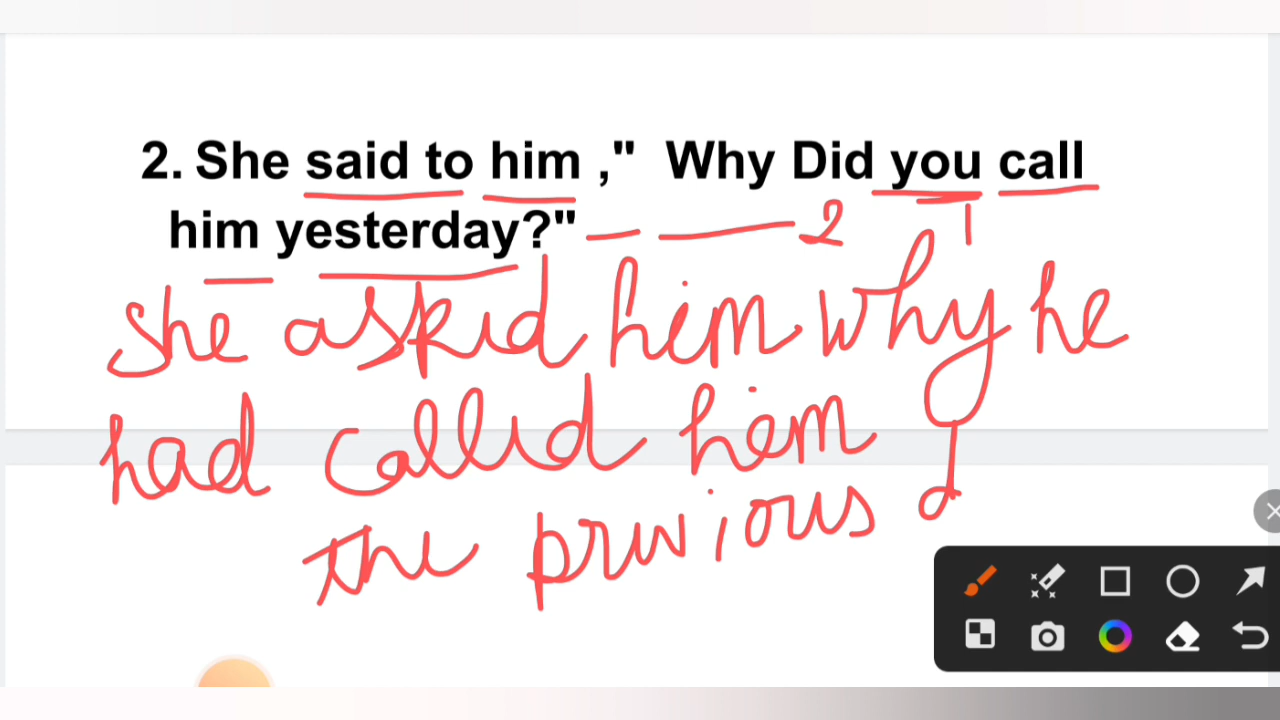 2. She said to him ," Why Did you call
him yesterday?" 2 1
She asked him why he
had called him
the previous d